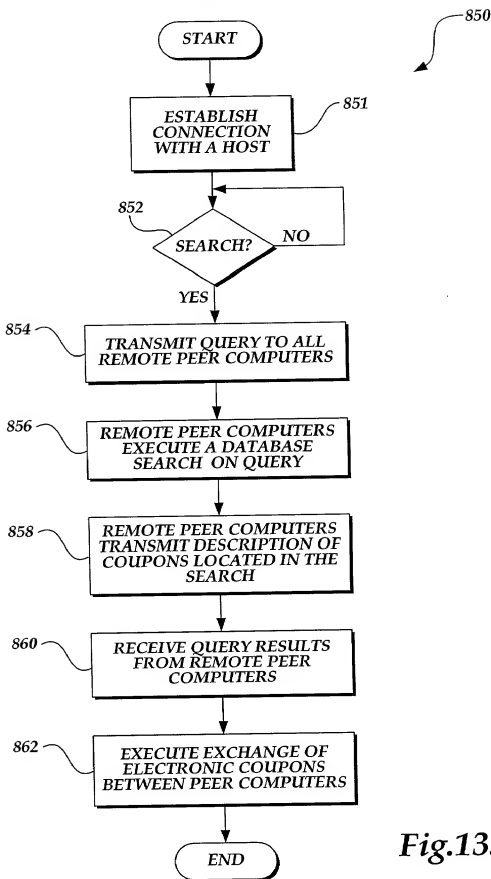 850
START
851
ESTABLISH
CONNECTION
WITH A HOST
852
SEARCH?
NO
YES
854
TRANSMIT QUERY TO ALL
REMOTE PEER COMPUTERS
856
REMOTE PEER COMPUTERS
EXECUTE A DATABASE
SEARCH ON QUERY
858
REMOTE PEER COMPUTERS
TRANSMIT DESCRIPTION OF
COUPONS LOCATED IN THE
SEARCH
860
RECEIVE QUERY RESULTS
FROM REMOTE PEER
COMPUTERS
862
EXECUTE EXCHANGE OF
ELECTRONIC COUPONS
BETWEEN PEER COMPUTERS
END
Fig.13.